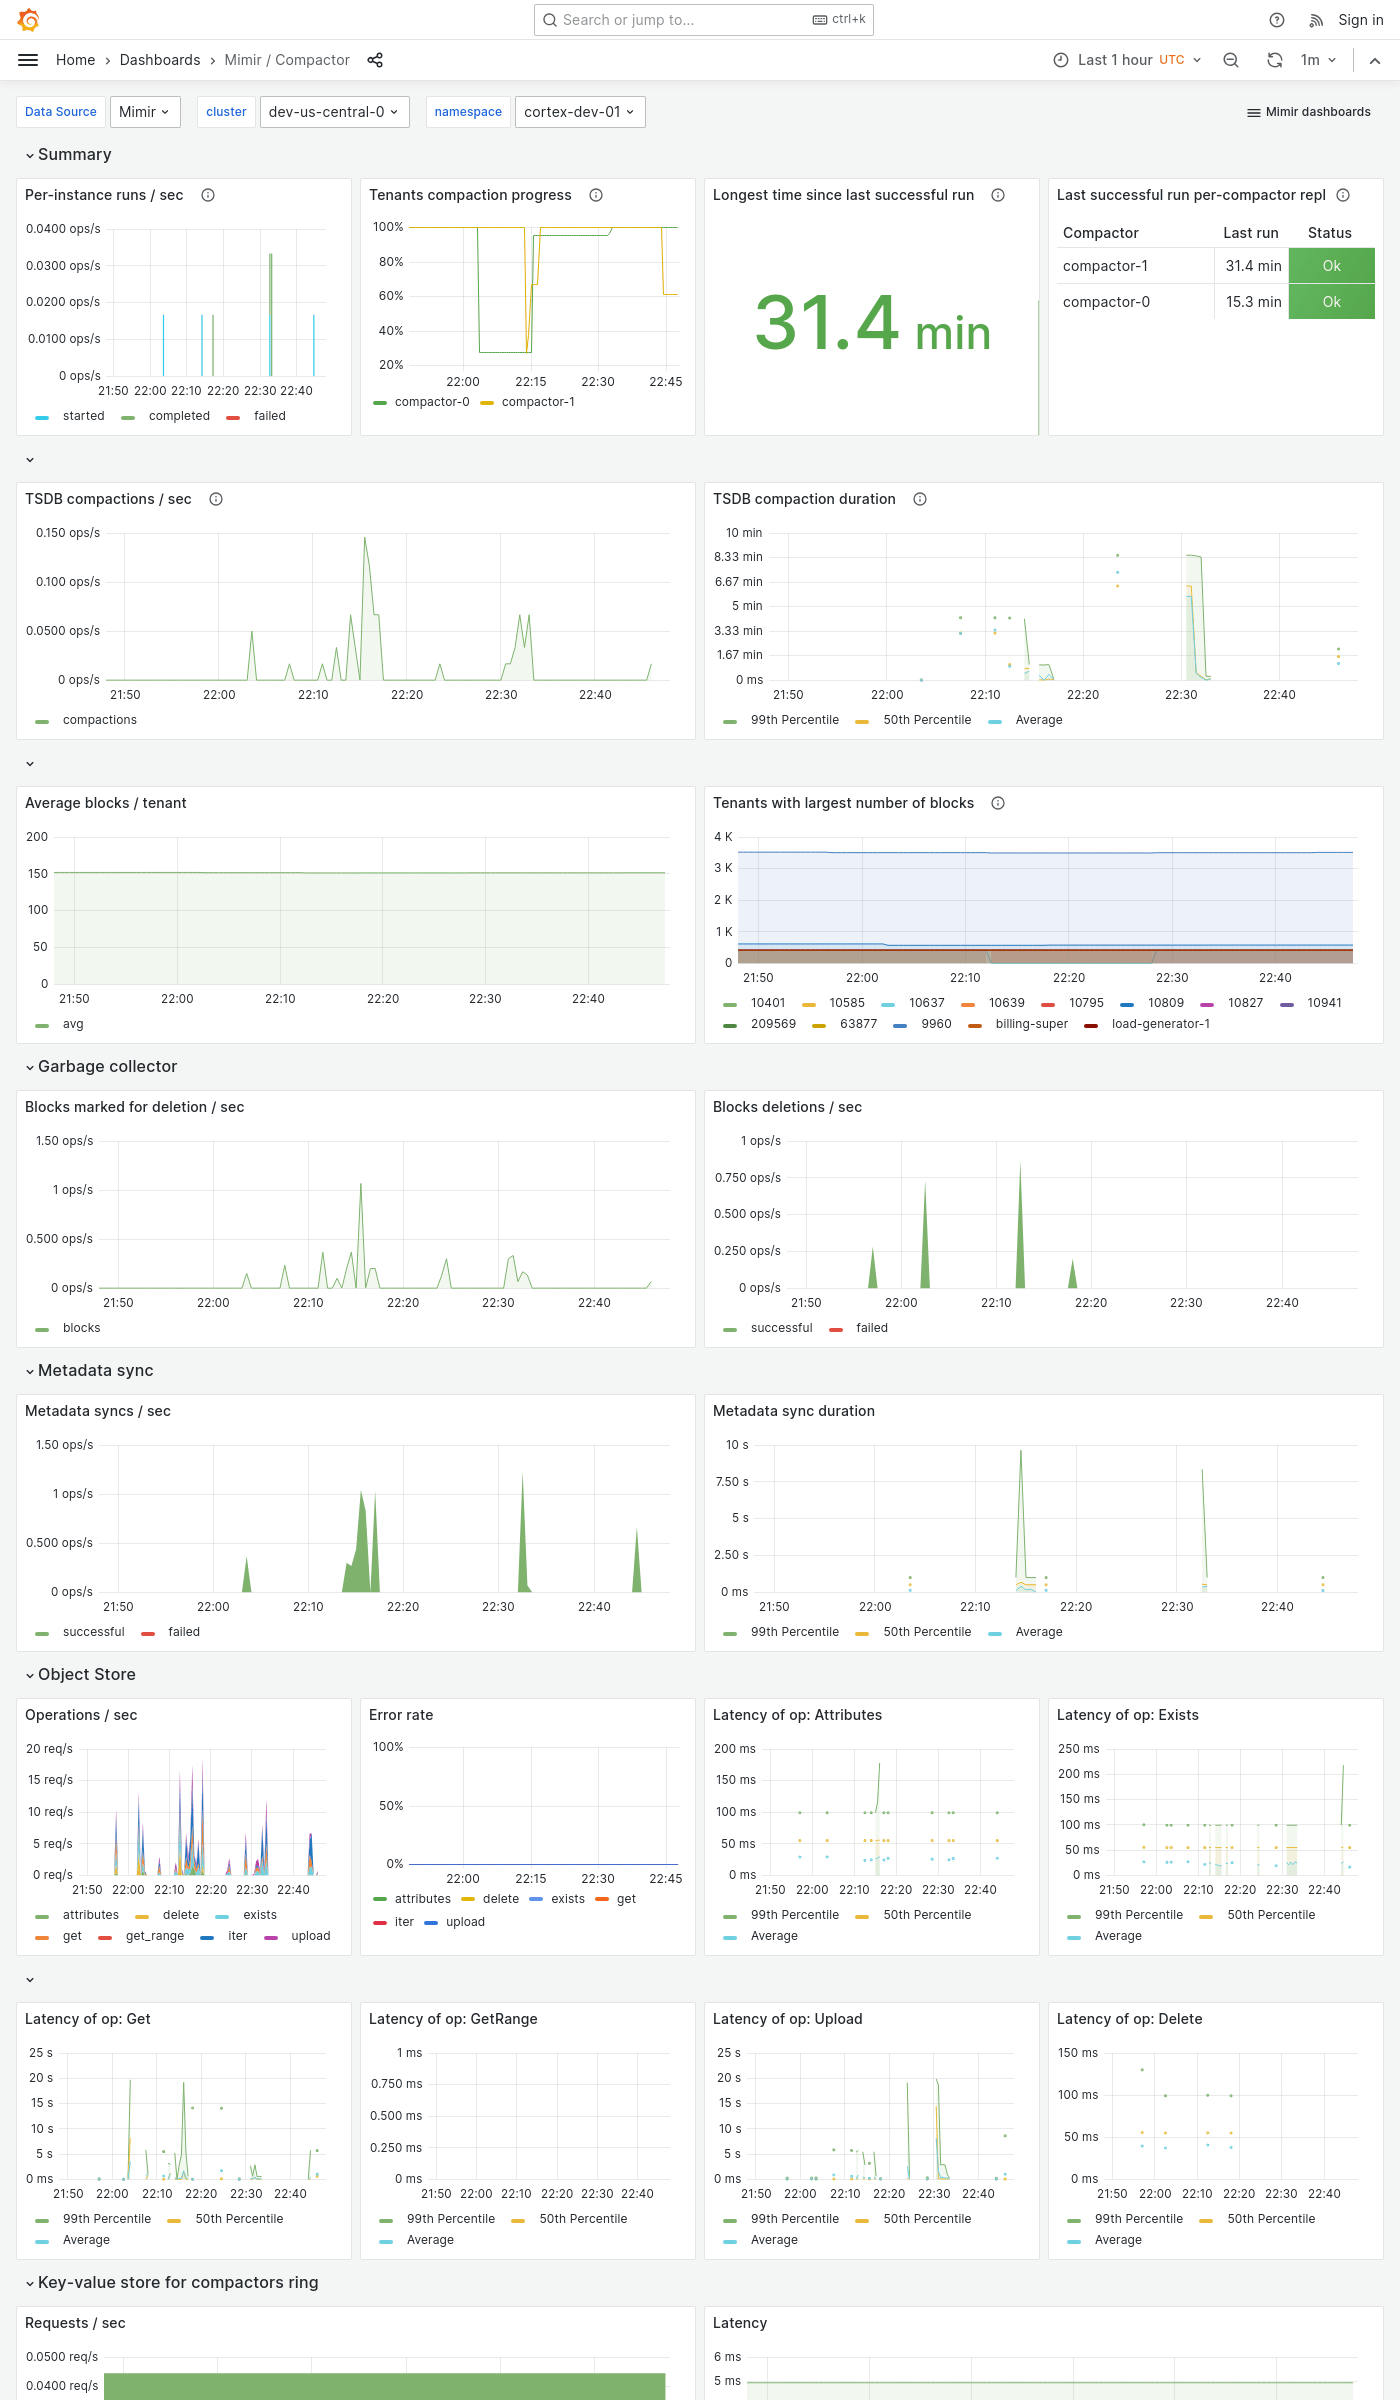 Search or jump to...
ctrl+k
Sign in
Home
Dashboards
Mimir / Compactor
Last 1 hour UTC
1m
Data Source
Mimir
cluster
dev-us-central-0
namespace
cortex-dev-01
Mimir dashboards
Summary
Per-instance runs / sec
0.0400 ops/s
0.0300 ops/s
0.0200 ops/s
0.0100 ops/s
0 ops/s
21:50 22:00 22:10 22:20 22:30 22:40
started completed failed
Tenants compaction progress
100%
80%
60%
40%
20%
22:00 22:15 22:30 22:45
compactor-0 compactor-1
Longest time since last successful run
31.4 min
Last successful run per-compactor repl
Compactor Last run Status
compactor-1 31.4 min Ok
compactor-0 15.3 min Ok
TSDB compactions / sec
0.150 ops/s
0.100 ops/s
0.0500 ops/s
0 ops/s
21:50 22:00 22:10 22:20 22:30 22:40
compactions
TSDB compaction duration
10 min
8.33 min
6.67 min
5 min
3.33 min
1.67 min
0 ms
21:50 22:00 22:10 22:20 22:30 22:40
99th Percentile 50th Percentile Average
Average blocks / tenant
200
150
100
50
0
21:50 22:00 22:10 22:20 22:30 22:40
avg
Tenants with largest number of blocks
4 K
3 K
2 K
1 K
0
21:50 22:00 22:10 22:20 22:30 22:40
10401 10585 10637 10639 10795 10809 10827 10941
209569 63877 9960 billing-super load-generator-1
Garbage collector
Blocks marked for deletion / sec
1.50 ops/s
1 ops/s
0.500 ops/s
0 ops/s
21:50 22:00 22:10 22:20 22:30 22:40
blocks
Blocks deletions / sec
1 ops/s
0.750 ops/s
0.500 ops/s
0.250 ops/s
0 ops/s
21:50 22:00 22:10 22:20 22:30 22:40
successful failed
Metadata sync
Metadata syncs / sec
1.50 ops/s
1 ops/s
0.500 ops/s
0 ops/s
21:50 22:00 22:10 22:20 22:30 22:40
successful failed
Metadata sync duration
10 s
7.50 s
5 s
2.50 s
0 ms
21:50 22:00 22:10 22:20 22:30 22:40
99th Percentile 50th Percentile Average
Object Store
Operations / sec
20 req/s
15 req/s
10 req/s
5 req/s
0 req/s
21:50 22:00 22:10 22:20 22:30 22:40
attributes delete exists
get get_range iter upload
Error rate
100%
50%
0%
22:00 22:15 22:30 22:45
attributes delete exists get
iter upload
Latency of op: Attributes
200 ms
150 ms
100 ms
50 ms
0 ms
21:50 22:00 22:10 22:20 22:30 22:40
99th Percentile 50th Percentile
Average
Latency of op: Exists
250 ms
200 ms
150 ms
100 ms
50 ms
0 ms
21:50 22:00 22:10 22:20 22:30 22:40
99th Percentile 50th Percentile
Average
Latency of op: Get
25 s
20 s
15 s
10 s
5 s
0 ms
21:50 22:00 22:10 22:20 22:30 22:40
99th Percentile 50th Percentile
Average
Latency of op: GetRange
1 ms
0.750 ms
0.500 ms
0.250 ms
0 ms
21:50 22:00 22:10 22:20 22:30 22:40
99th Percentile 50th Percentile
Average
Latency of op: Upload
25 s
20 s
15 s
10 s
5 s
0 ms
21:50 22:00 22:10 22:20 22:30 22:40
99th Percentile 50th Percentile
Average
Latency of op: Delete
150 ms
100 ms
50 ms
0 ms
21:50 22:00 22:10 22:20 22:30 22:40
99th Percentile 50th Percentile
Average
Key-value store for compactors ring
Requests / sec
0.0500 req/s
0.0400 req/s
Latency
6 ms
5 ms